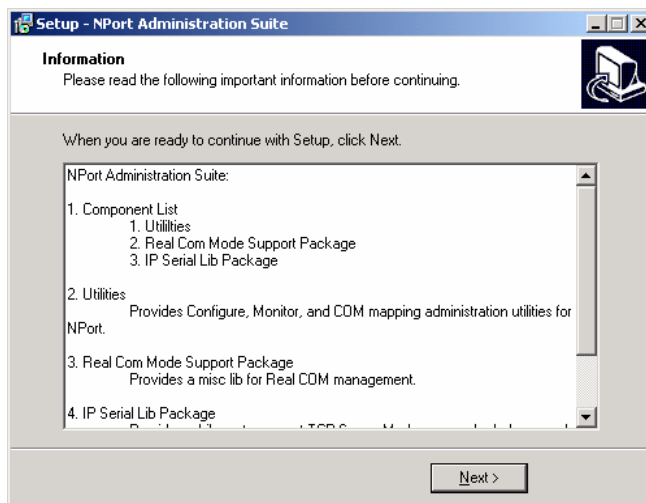 Setup - NPort Administration Suite
Information
Please read the following important information before continuing.
When you are ready to continue with Setup, click Next.
NPort Administration Suite:
1. Component List
1. Utililties
2. Real Com Mode Support Package
3. IP Serial Lib Package
2. Utilities
Provides Configure, Monitor, and COM mapping administration utilities for
NPort.
3. Real Com Mode Support Package
Provides a misc lib for Real COM management.
4. IP Serial Lib Package
Next >